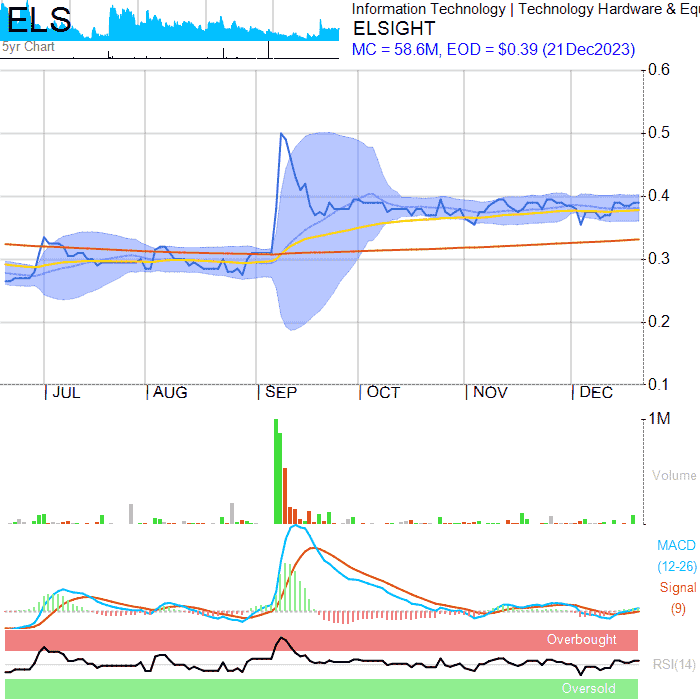 ELS
5yr Chart
Information Technology | Technology Hardware & Equ
ELSIGHT
MC = 58.6M, EOD = $0.39 (21Dec2023)
0.6
0.5
0.4
0.3
0.2
0.1
JUL AUG SEP OCT NOV DEC
1M
Volume
MACD
(12-26)
Signal
(9)
Overbought
RSI(14)
Oversold